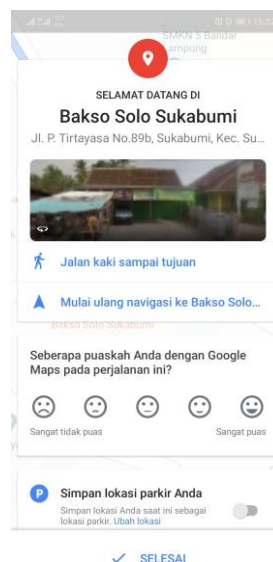 SMKN 5 Bandar
ampung
SELAMAT DATANG DI
Bakso Solo Sukabumi
Jl. P. Tirtayasa No.89b, Sukabumi, Kec. Su...
Jalan kaki sampai tujuan
Mulai ulang navigasi ke Bakso Solo...
Bakso Solo Sukabumi
Seberapa puaskah Anda dengan Google
Maps pada perjalanan ini?
Sangat tidak puas
Sangat puas
P
Simpan lokasi parkir Anda
Simpan lokasi Anda saat ini sebagai
lokasi parkir. Ubah lokasi
SELESAI